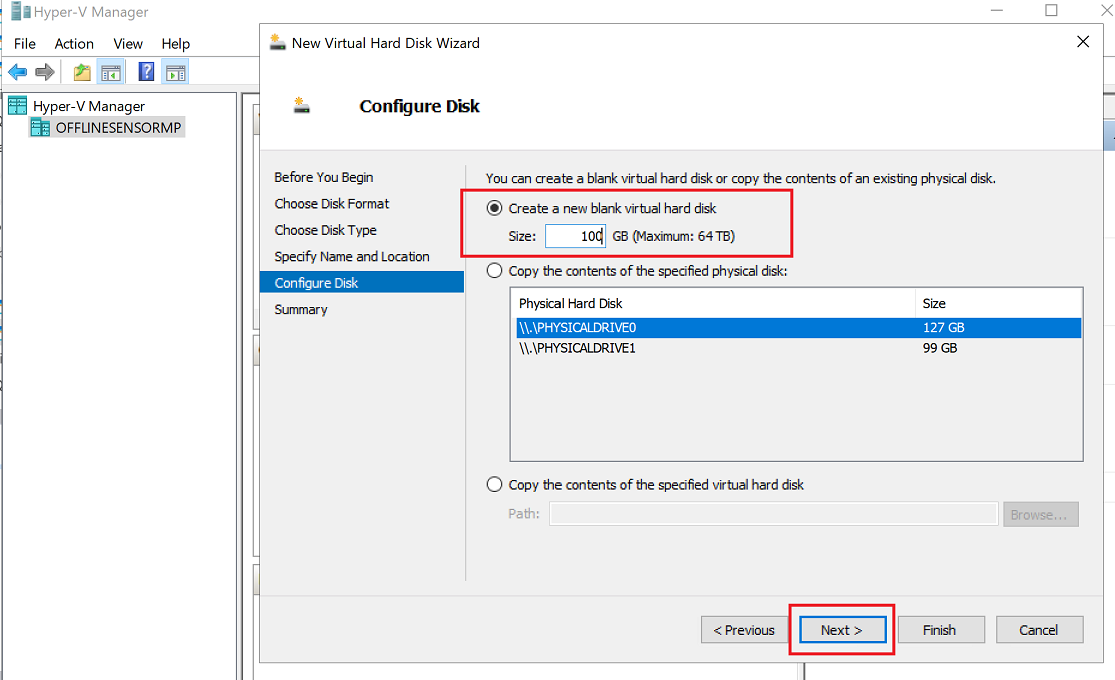 Hyper-V Manager
File Action View Help
Hyper-V Manager
OFFLINESENSORMP
New Virtual Hard Disk Wizard
Configure Disk
Before You Begin
Choose Disk Format
Choose Disk Type
Specify Name and Location
Configure Disk
Summary
You can create a blank virtual hard disk or copy the contents of an existing physical disk.
Create a new blank virtual hard disk
Size: 100 GB (Maximum: 64 TB)
Copy the contents of the specified physical disk:
Physical Hard Disk Size
\\.\PHYSICALDRIVE0 127 GB
\\.\PHYSICALDRIVE1 99 GB
Copy the contents of the specified virtual hard disk
Path: Browse...
< Previous Next > Finish Cancel